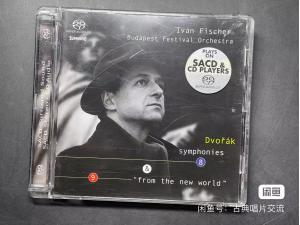 Iván Fischer
Budapest Festival Orchestra
PLAYS
ON
SACD &
CD PLAYERS
Dvořák
symphonies 8
&
9
"from the new world"
闲鱼
闲鱼号：古典唱片交流